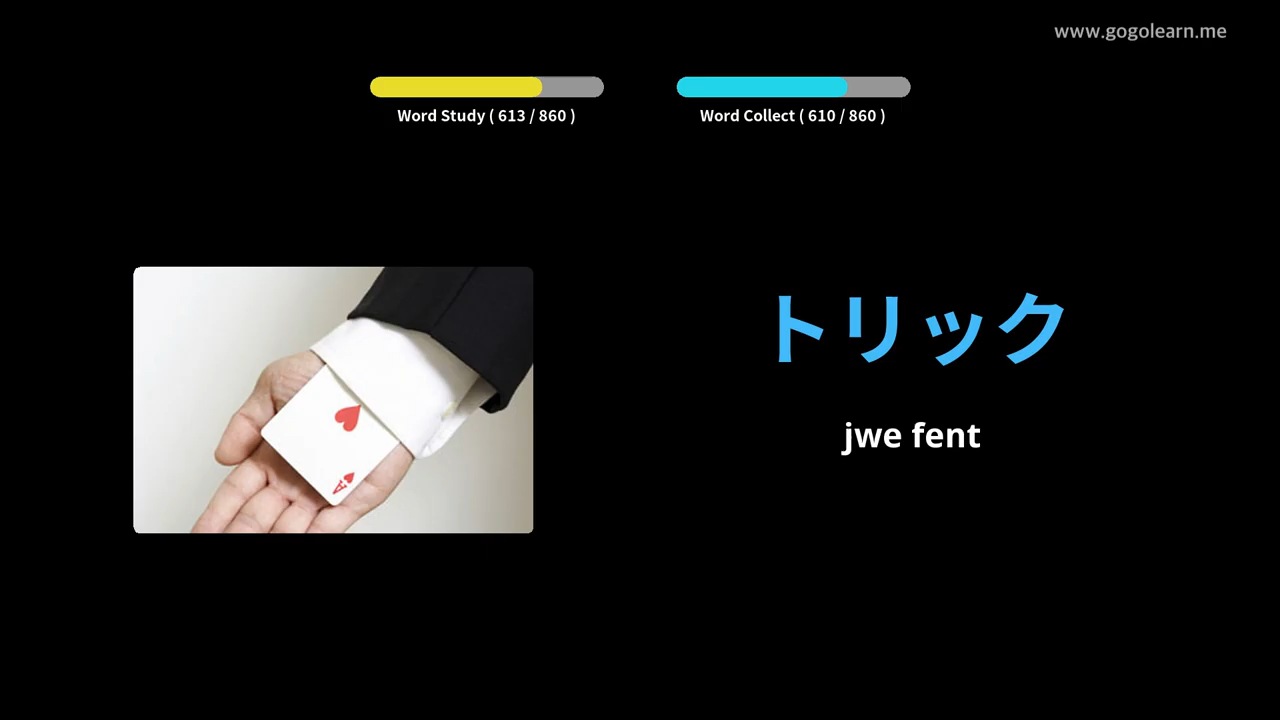 www.gogolearn.me
Word Study ( 613 / 860 )
Word Collect ( 610 / 860 )
トリック
jwe fent
A